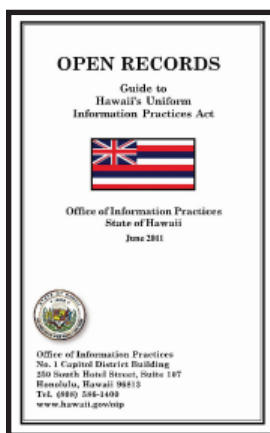 OPEN RECORDS
Guide to
Hawaii's Uniform
Information Practices Act
Office of Information Practices
State of Hawaii
June 2011
Office of Information Practices
No. 1 Capitol District Building
250 South Hotel Street, Suite 107
Honolulu, Hawaii 96813
Tel. (808) 586-1400
www.hawaii.gov/oip